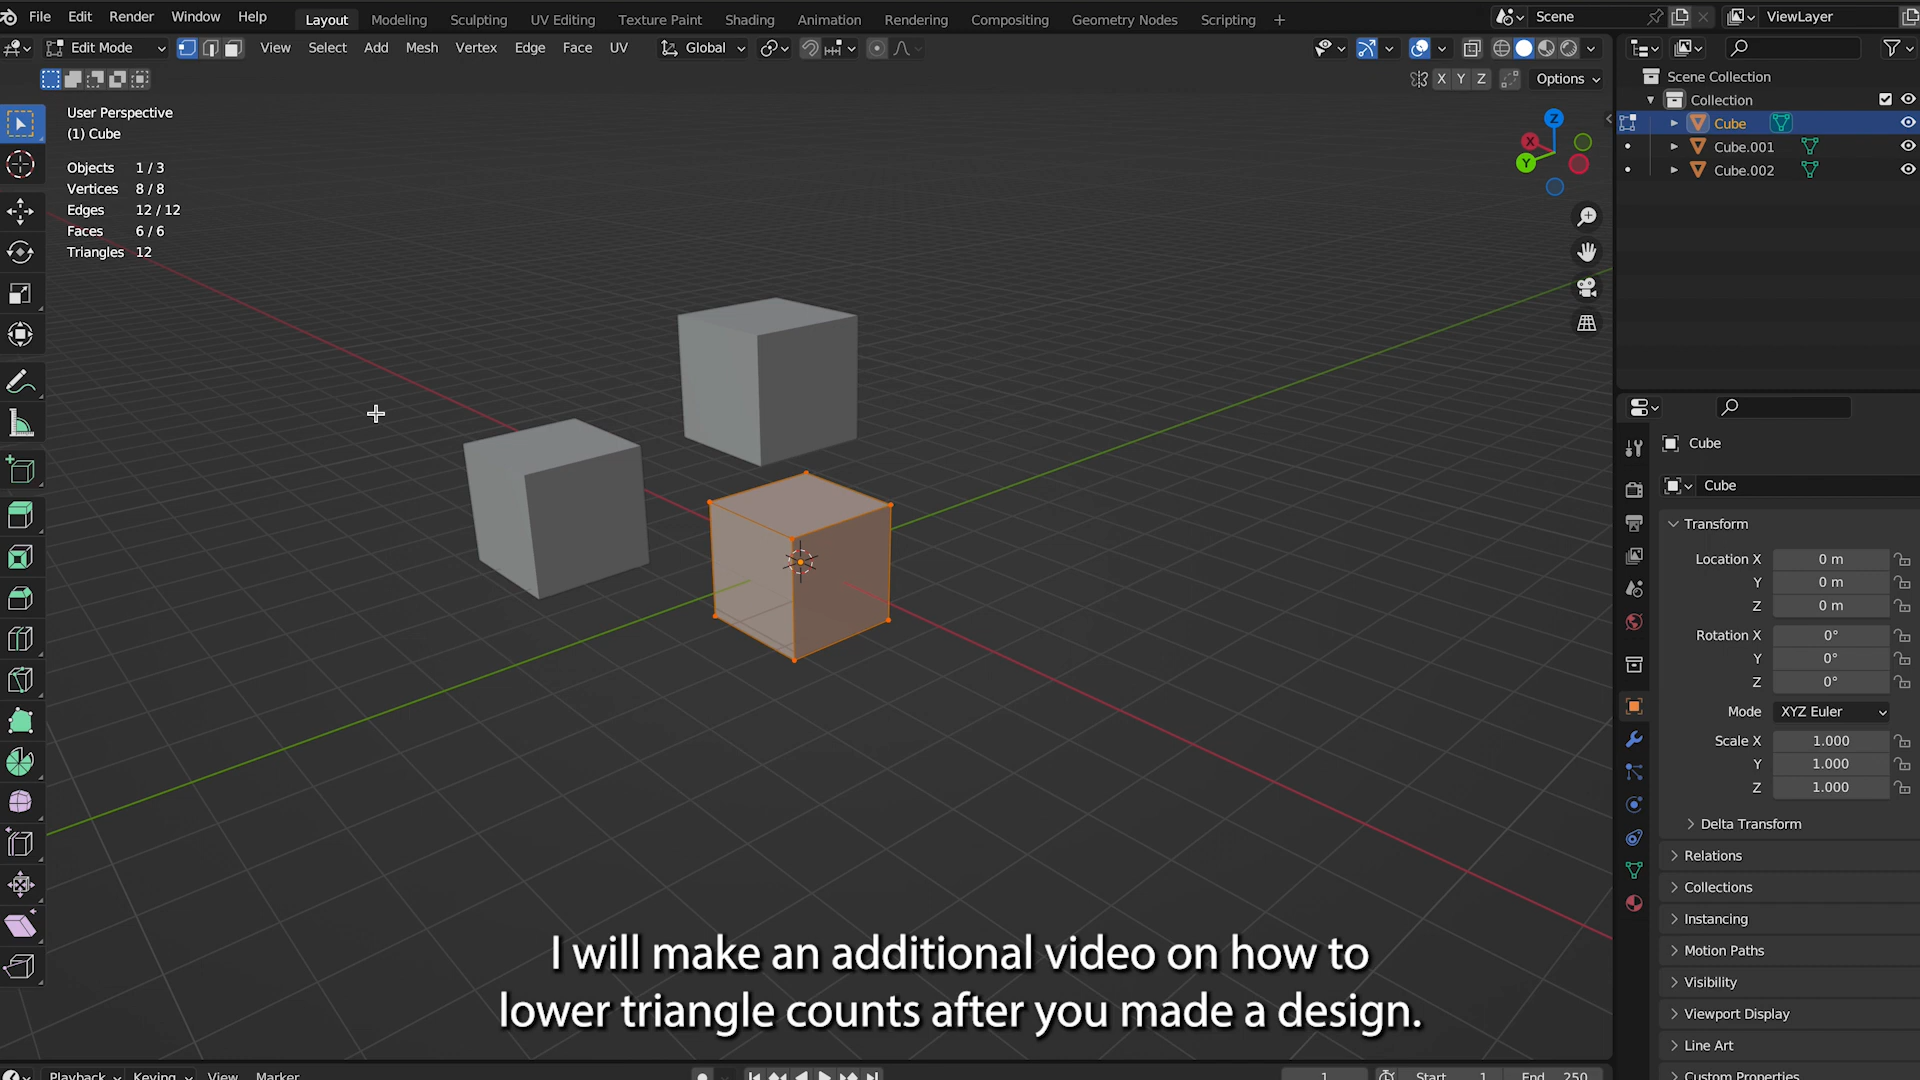 File Edit Render Window Help Layout Modeling Sculpting UV Editing Texture Paint Shading Animation Rendering Compositing Geometry Nodes Scripting + Scene ViewLayer
Edit Mode View Select Add Mesh Vertex Edge Face UV Global
X Y Z Options
User Perspective
(1) Cube
Objects 1 / 3
Vertices 8 / 8
Edges 12 / 12
Faces 6 / 6
Triangles 12
Z
X
Y
Scene Collection
Collection
Cube
Cube.001
Cube.002
Cube
Cube
Transform
Location X 0 m
Y 0 m
Z 0 m
Rotation X 0°
Y 0°
Z 0°
Mode XYZ Euler
Scale X 1.000
Y 1.000
Z 1.000
Delta Transform
Relations
Collections
Instancing
Motion Paths
Visibility
Viewport Display
Line Art
Custom Properties
I will make an additional video on how to
lower triangle counts after you made a design.
Playback Keying View Marker 1 Start 1 End 250